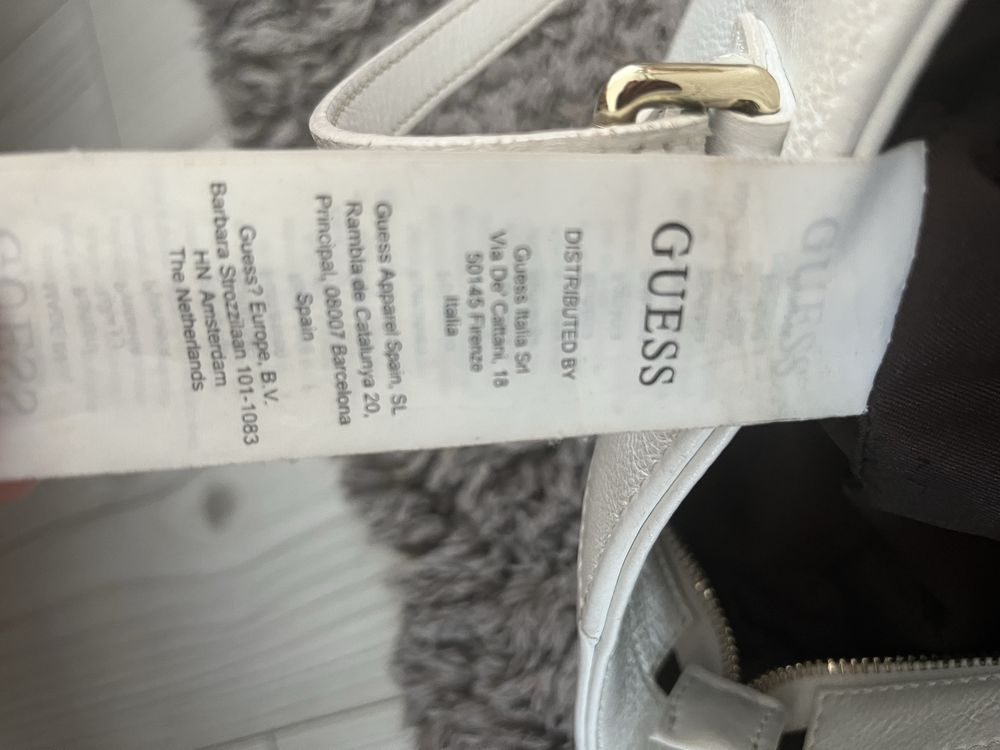 GUESS
DISTRIBUTED BY
Guess Italia Srl
Via De' Cattani, 18
50145 Firenze
Italia
Guess Apparel Spain, SL
Rambla de Catalunya 20,
Principal, 08007 Barcelona
Spain
Guess? Europe, B.V.
Barbara Strozzilaan 101-1083
HN Amsterdam
The Netherlands